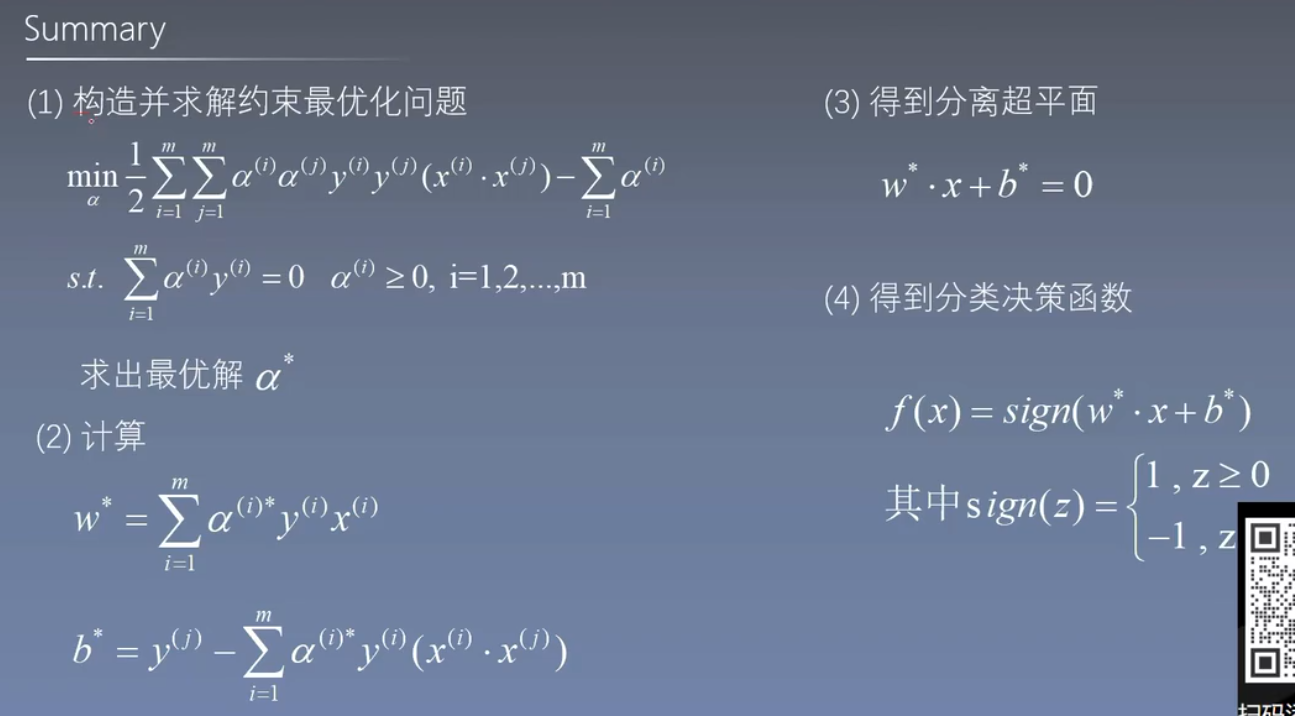 Summary
(1) 构造并求解约束最优化问题
$\min_{\alpha} \frac{1}{2} \sum_{i=1}^{m} \sum_{j=1}^{m} \alpha^{(i)} \alpha^{(j)} y^{(i)} y^{(j)} (x^{(i)} \cdot x^{(j)}) - \sum_{i=1}^{m} \alpha^{(i)}$
$s.t. \sum_{i=1}^{m} \alpha^{(i)} y^{(i)} = 0 \quad \alpha^{(i)} \geq 0, \text{i=1,2,...,m}$
求出最优解 $\alpha^{*}$
(2) 计算
$w^{*} = \sum_{i=1}^{m} \alpha^{(i)*} y^{(i)} x^{(i)}$
$b^{*} = y^{(j)} - \sum_{i=1}^{m} \alpha^{(i)*} y^{(i)} (x^{(i)} \cdot x^{(j)})$
(3) 得到分离超平面
$w^{*} \cdot x + b^{*} = 0$
(4) 得到分类决策函数
$f(x) = sign(w^{*} \cdot x + b^{*})$
其中 $sign(z) = \begin{cases} 1, z \geq 0 \\ -1, z \end{cases}$
扫码